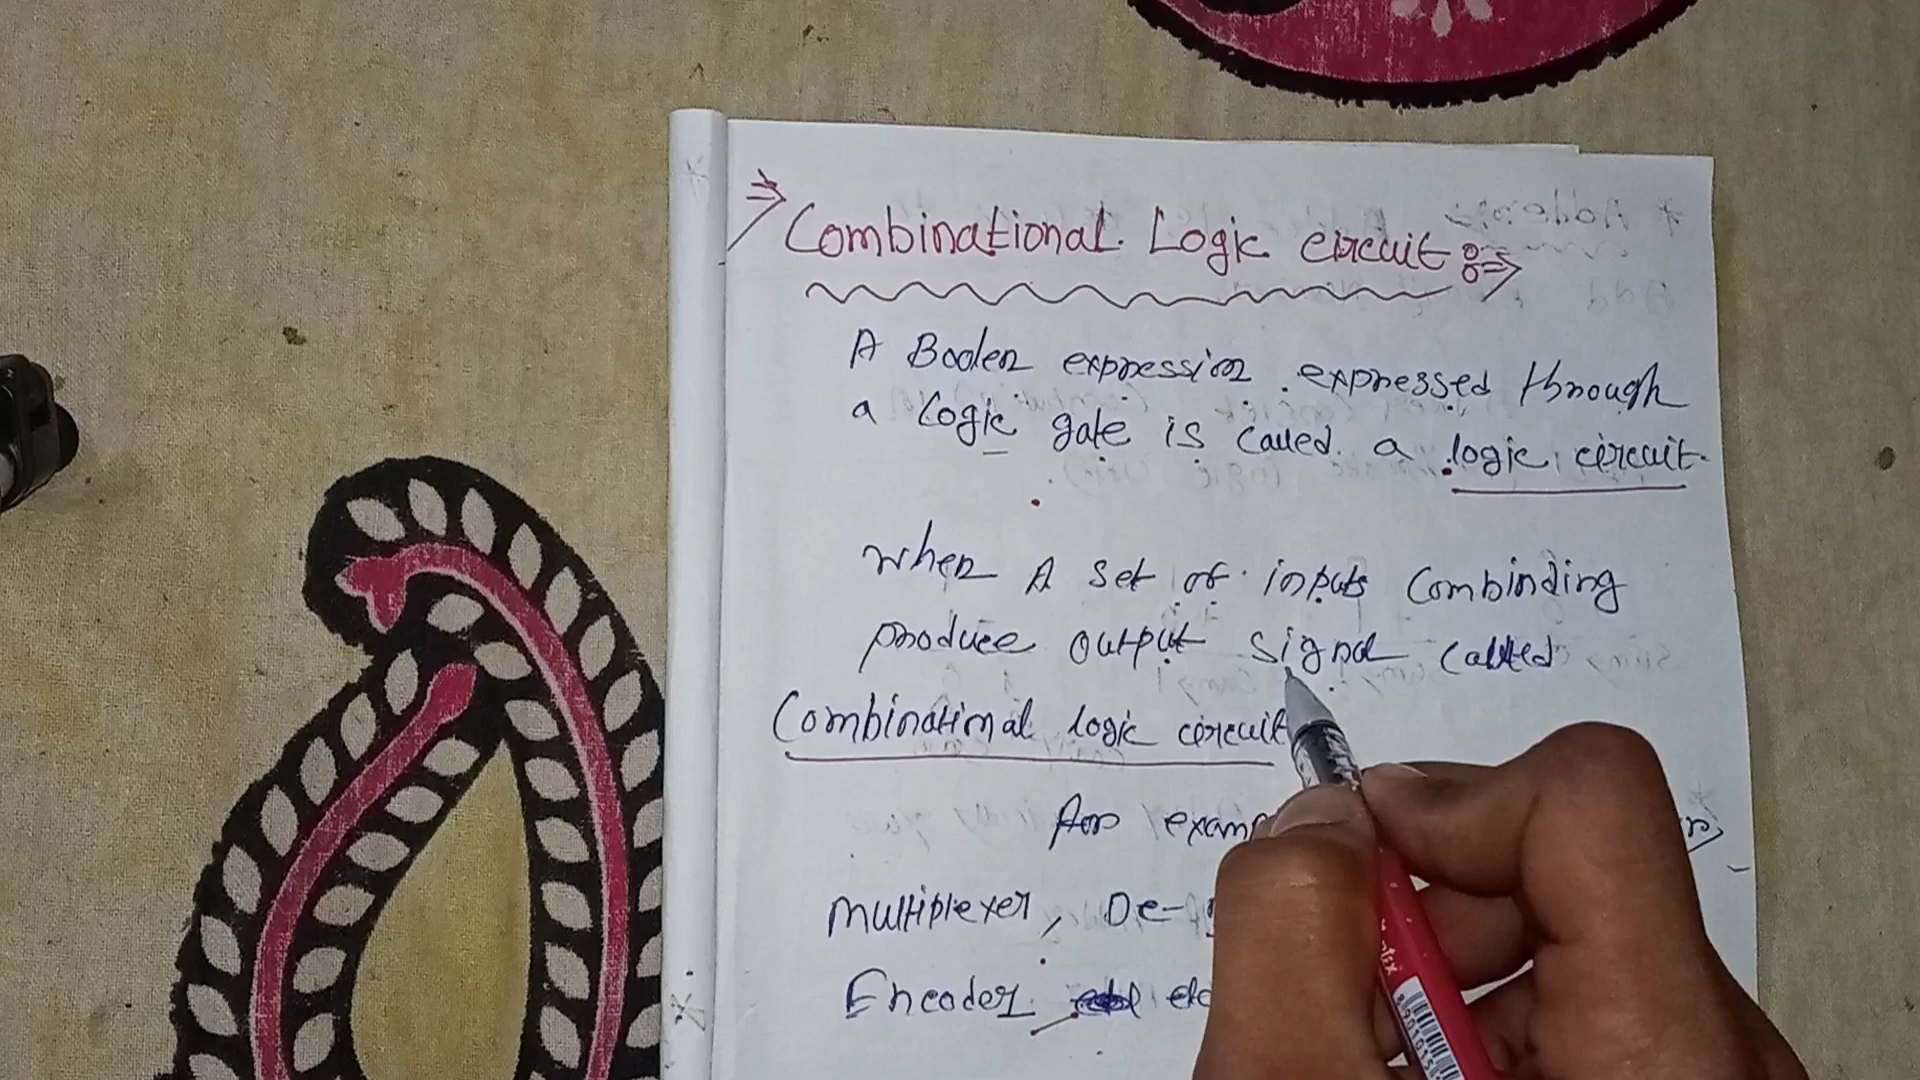 ⇒ Combinational Logic circuit :⇒
A Boolen expression expressed through
a Logic gate is called a logic circuit.
When A set of inputs Combinding
produce output signal called
Combinational logic circuit
for
multiplexer, De-
Encoder